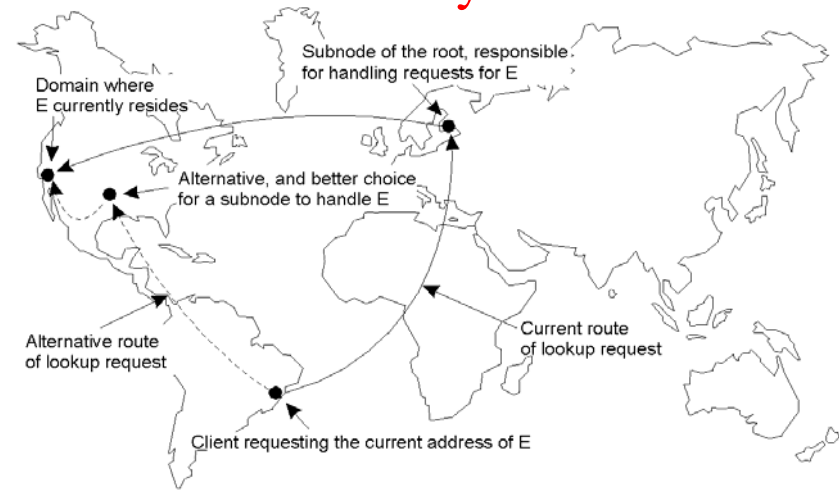 y
Subnode of the root, responsible
for handling requests for E
Domain where
E currently resides
Alternative, and better choice
for a subnode to handle E
Alternative route
of lookup request
Current route
of lookup request
Client requesting the current address of E